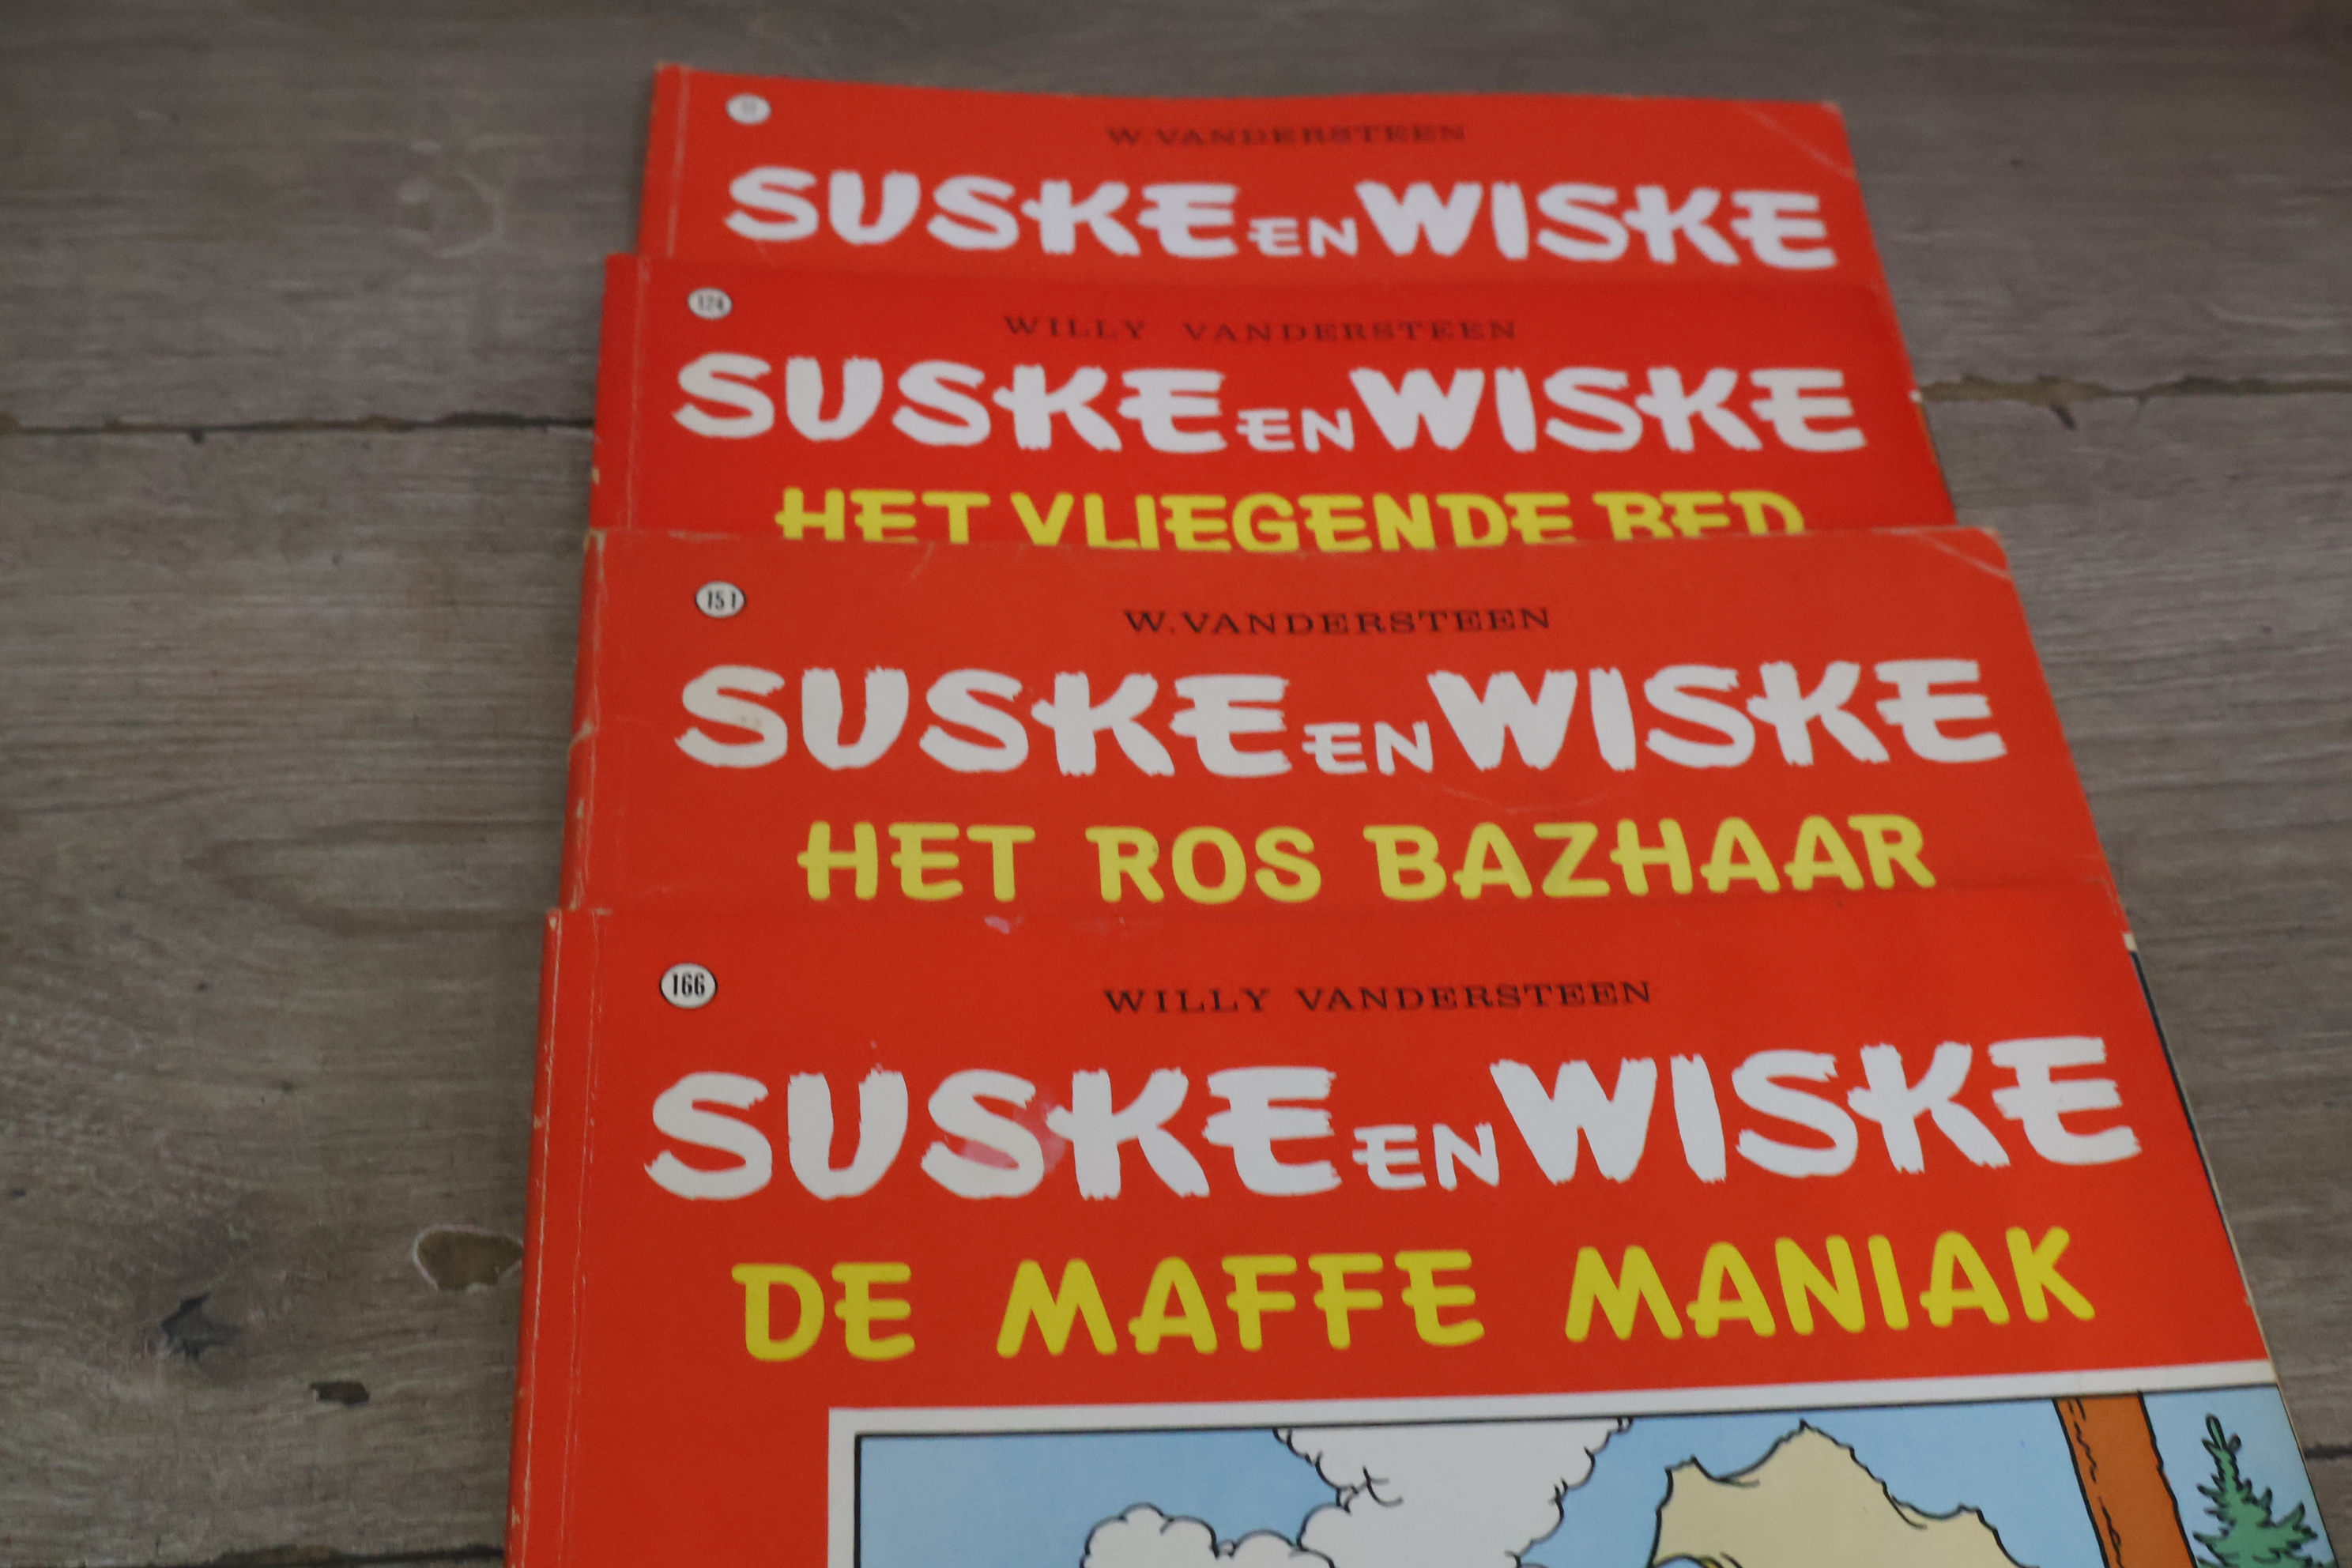 W. VANDERSTEEN
SUSKE EN WISKE
124
WILLY VANDERSTEEN
SUSKE EN WISKE
HET VLIEGENDE BED
151
W. VANDERSTEEN
SUSKE EN WISKE
HET ROS BAZHAAR
166
WILLY VANDERSTEEN
SUSKE EN WISKE
DE MAFFE MANIAK